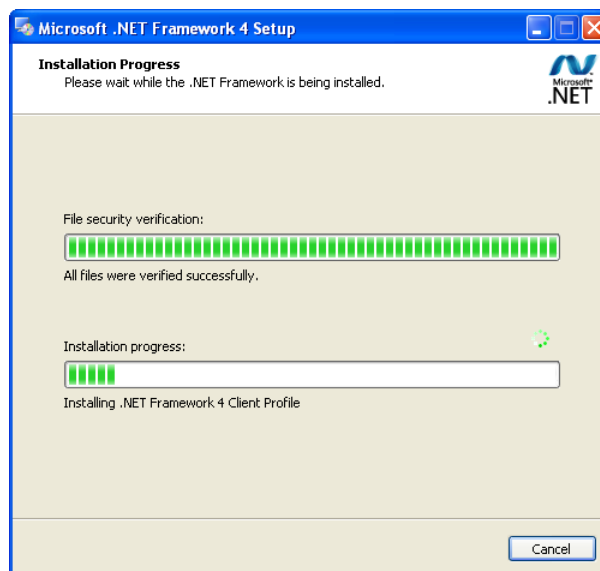 Microsoft .NET Framework 4 Setup
Installation Progress
Please wait while the .NET Framework is being installed.
Microsoft®
.NET
File security verification:
All files were verified successfully.
Installation progress:
Installing .NET Framework 4 Client Profile
Cancel